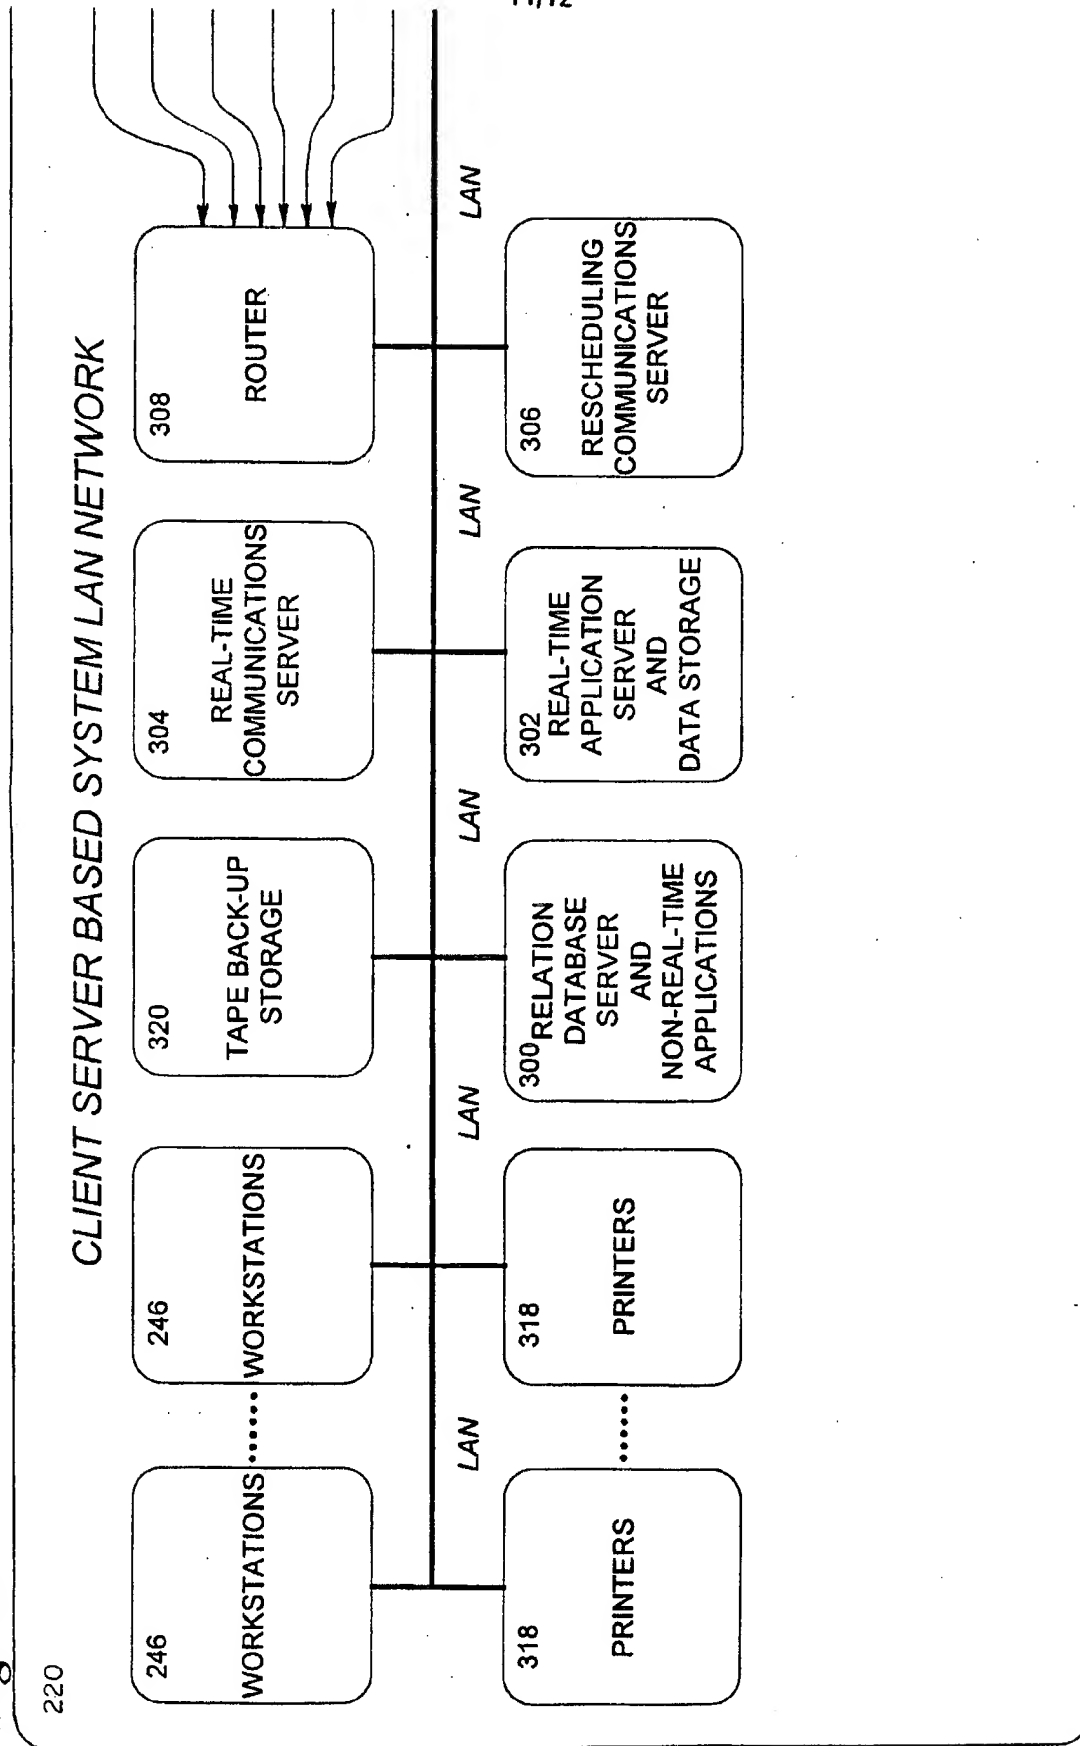 11/12
220
CLIENT SERVER BASED SYSTEM LAN NETWORK
246
WORKSTATIONS
......
246
WORKSTATIONS
320
TAPE BACK-UP
STORAGE
304
REAL-TIME
COMMUNICATIONS
SERVER
308
ROUTER
LAN
LAN
LAN
LAN
LAN
318
PRINTERS
......
318
PRINTERS
300
RELATION
DATABASE
SERVER
AND
NON-REAL-TIME
APPLICATIONS
302
REAL-TIME
APPLICATION
SERVER
AND
DATA STORAGE
306
RESCHEDULING
COMMUNICATIONS
SERVER